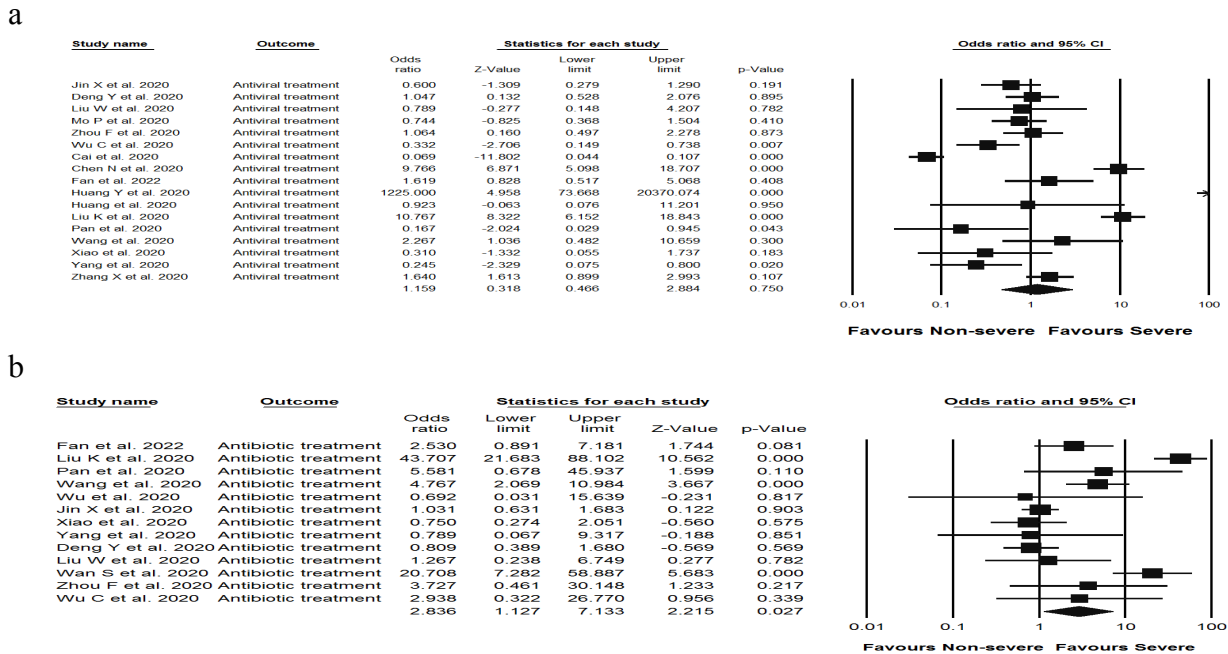 a
Study name Outcome Statistics for each study Odds ratio and 95% CI
Odds ratio Z-Value Lower limit Upper limit p-Value
Jin X et al. 2020 Antiviral treatment 0.600 -1.309 0.279 1.290 0.191
Deng Y et al. 2020 Antiviral treatment 1.047 0.132 0.528 2.076 0.895
Liu W et al. 2020 Antiviral treatment 0.789 -0.277 0.148 4.207 0.782
Mo P et al. 2020 Antiviral treatment 0.744 -0.825 0.368 1.504 0.410
Zhou F et al. 2020 Antiviral treatment 1.064 0.160 0.497 2.278 0.873
Wu C et al. 2020 Antiviral treatment 0.332 -2.706 0.149 0.738 0.007
Cai et al. 2020 Antiviral treatment 0.069 -11.802 0.044 0.107 0.000
Chen N et al. 2020 Antiviral treatment 9.766 6.871 5.098 18.707 0.000
Fan et al. 2022 Antiviral treatment 1.619 0.828 0.517 5.068 0.408
Huang Y et al. 2020 Antiviral treatment 1225.000 4.958 73.668 20370.074 0.000
Huang et al. 2020 Antiviral treatment 0.923 -0.063 0.076 11.201 0.950
Liu K et al. 2020 Antiviral treatment 10.767 8.322 6.152 18.843 0.000
Pan et al. 2020 Antiviral treatment 0.167 -2.024 0.029 0.945 0.043
Wang et al. 2020 Antiviral treatment 2.267 1.036 0.482 10.659 0.300
Xiao et al. 2020 Antiviral treatment 0.310 -1.332 0.055 1.737 0.183
Yang et al. 2020 Antiviral treatment 0.245 -2.329 0.075 0.800 0.020
Zhang X et al. 2020 Antiviral treatment 1.640 1.613 0.899 2.993 0.107
1.159 0.318 0.466 2.884 0.750
0.01 0.1 1 10 100
Favours Non-severe Favours Severe
b
Study name Outcome Statistics for each study Odds ratio and 95% CI
Odds ratio Lower limit Upper limit Z-Value p-Value
Fan et al. 2022 Antibiotic treatment 2.530 0.891 7.181 1.744 0.081
Liu K et al. 2020 Antibiotic treatment 43.707 21.683 88.102 10.562 0.000
Pan et al. 2020 Antibiotic treatment 5.581 0.678 45.937 1.599 0.110
Wang et al. 2020 Antibiotic treatment 4.767 2.069 10.984 3.667 0.000
Wu et al. 2020 Antibiotic treatment 0.692 0.031 15.639 -0.231 0.817
Jin X et al. 2020 Antibiotic treatment 1.031 0.631 1.683 0.122 0.903
Xiao et al. 2020 Antibiotic treatment 0.750 0.274 2.051 -0.560 0.575
Yang et al. 2020 Antibiotic treatment 0.789 0.067 9.317 -0.188 0.851
Deng Y et al. 2020 Antibiotic treatment 0.809 0.389 1.680 -0.569 0.569
Liu W et al. 2020 Antibiotic treatment 1.267 0.238 6.749 0.277 0.782
Wan S et al. 2020 Antibiotic treatment 20.708 7.282 58.887 5.683 0.000
Zhou F et al. 2020 Antibiotic treatment 3.727 0.461 30.148 1.233 0.217
Wu C et al. 2020 Antibiotic treatment 2.938 0.322 26.770 0.956 0.339
2.836 1.127 7.133 2.215 0.027
0.01 0.1 1 10 100
Favours Non-severe Favours Severe